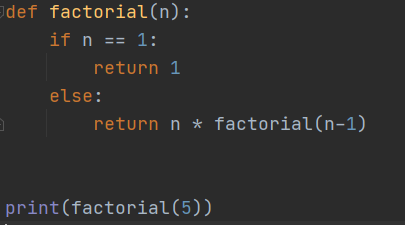 def factorial(n):
    if n == 1:
        return 1
    else:
        return n * factorial(n-1)
print(factorial(5))